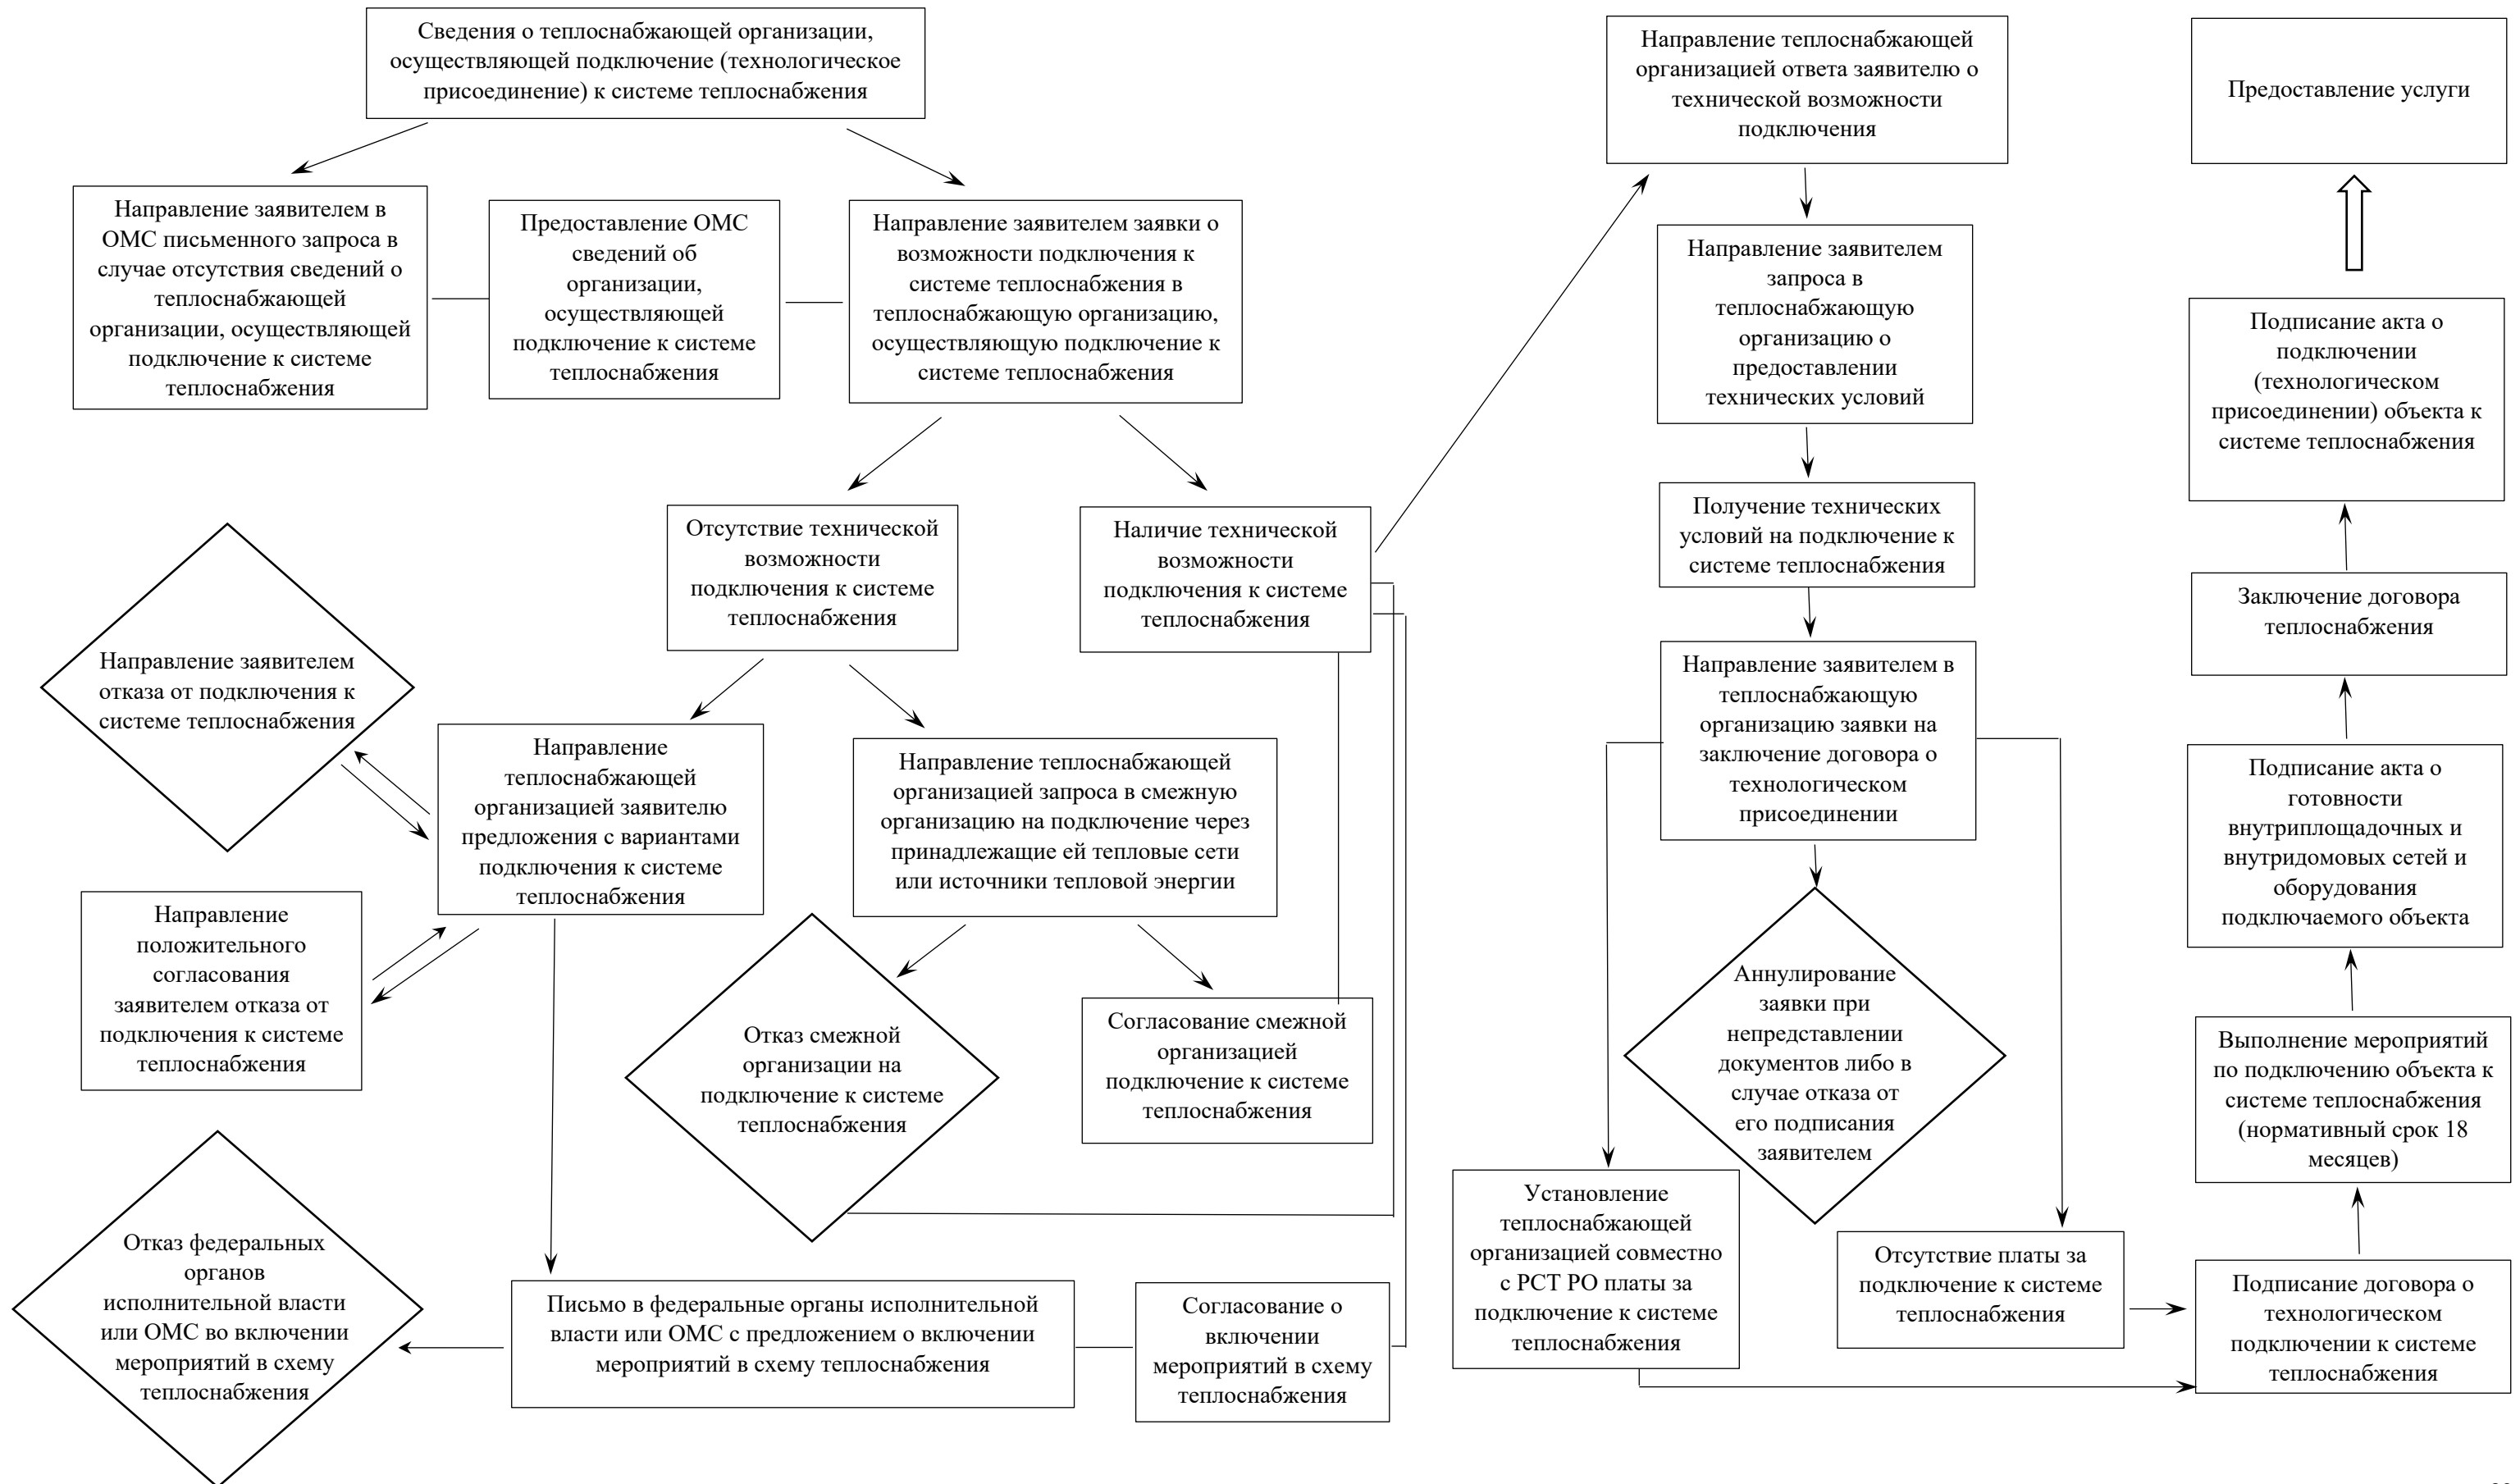 Сведения о теплоснабжающей организации,
осуществляющей подключение (технологическое
присоединение) к системе теплоснабжения
Направление заявителем в
ОМС письменного запроса в
случае отсутствия сведений о
теплоснабжающей
организации, осуществляющей
подключение к системе
теплоснабжения
Предоставление ОМС
сведений об
организации,
осуществляющей
подключение к системе
теплоснабжения
Направление заявителем заявки о
возможности подключения к
системе теплоснабжения в
теплоснабжающую организацию,
осуществляющую подключение к
системе теплоснабжения
Отсутствие технической
возможности
подключения к системе
теплоснабжения
Наличие технической
возможности
подключения к системе
теплоснабжения
Направление заявителем
отказа от подключения к
системе теплоснабжения
Направление
теплоснабжающей
организацией заявителю
предложения с вариантами
подключения к системе
теплоснабжения
Направление теплоснабжающей
организацией запроса в смежную
организацию на подключение через
принадлежащие ей тепловые сети
или источники тепловой энергии
Направление
положительного
согласования
заявителем отказа от
подключения к системе
теплоснабжения
Отказ смежной
организации на
подключение к системе
теплоснабжения
Согласование смежной
организацией
подключение к системе
теплоснабжения
Отказ федеральных
органов
исполнительной власти
или ОМС во включении
мероприятий в схему
теплоснабжения
Письмо в федеральные органы исполнительной
власти или ОМС с предложением о включении
мероприятий в схему теплоснабжения
Согласование о
включении
мероприятий в схему
теплоснабжения
Направление теплоснабжающей
организацией ответа заявителю о
технической возможности
подключения
Направление заявителем
запроса в
теплоснабжающую
организацию о
предоставлении
технических условий
Получение технических
условий на подключение к
системе теплоснабжения
Направление заявителем в
теплоснабжающую
организацию заявки на
заключение договора о
технологическом
присоединении
Аннулирование
заявки при
непредставлении
документов либо в
случае отказа от
его подписания
заявителем
Установление
теплоснабжающей
организацией совместно
с РСТ РО платы за
подключение к системе
теплоснабжения
Отсутствие платы за
подключение к системе
теплоснабжения
Предоставление услуги
Подписание акта о
подключении
(технологическом
присоединении) объекта к
системе теплоснабжения
Заключение договора
теплоснабжения
Подписание акта о
готовности
внутриплощадочных и
внутридомовых сетей и
оборудования
подключаемого объекта
Выполнение мероприятий
по подключению объекта к
системе теплоснабжения
(нормативный срок 18
месяцев)
Подписание договора о
технологическом
подключении к системе
теплоснабжения